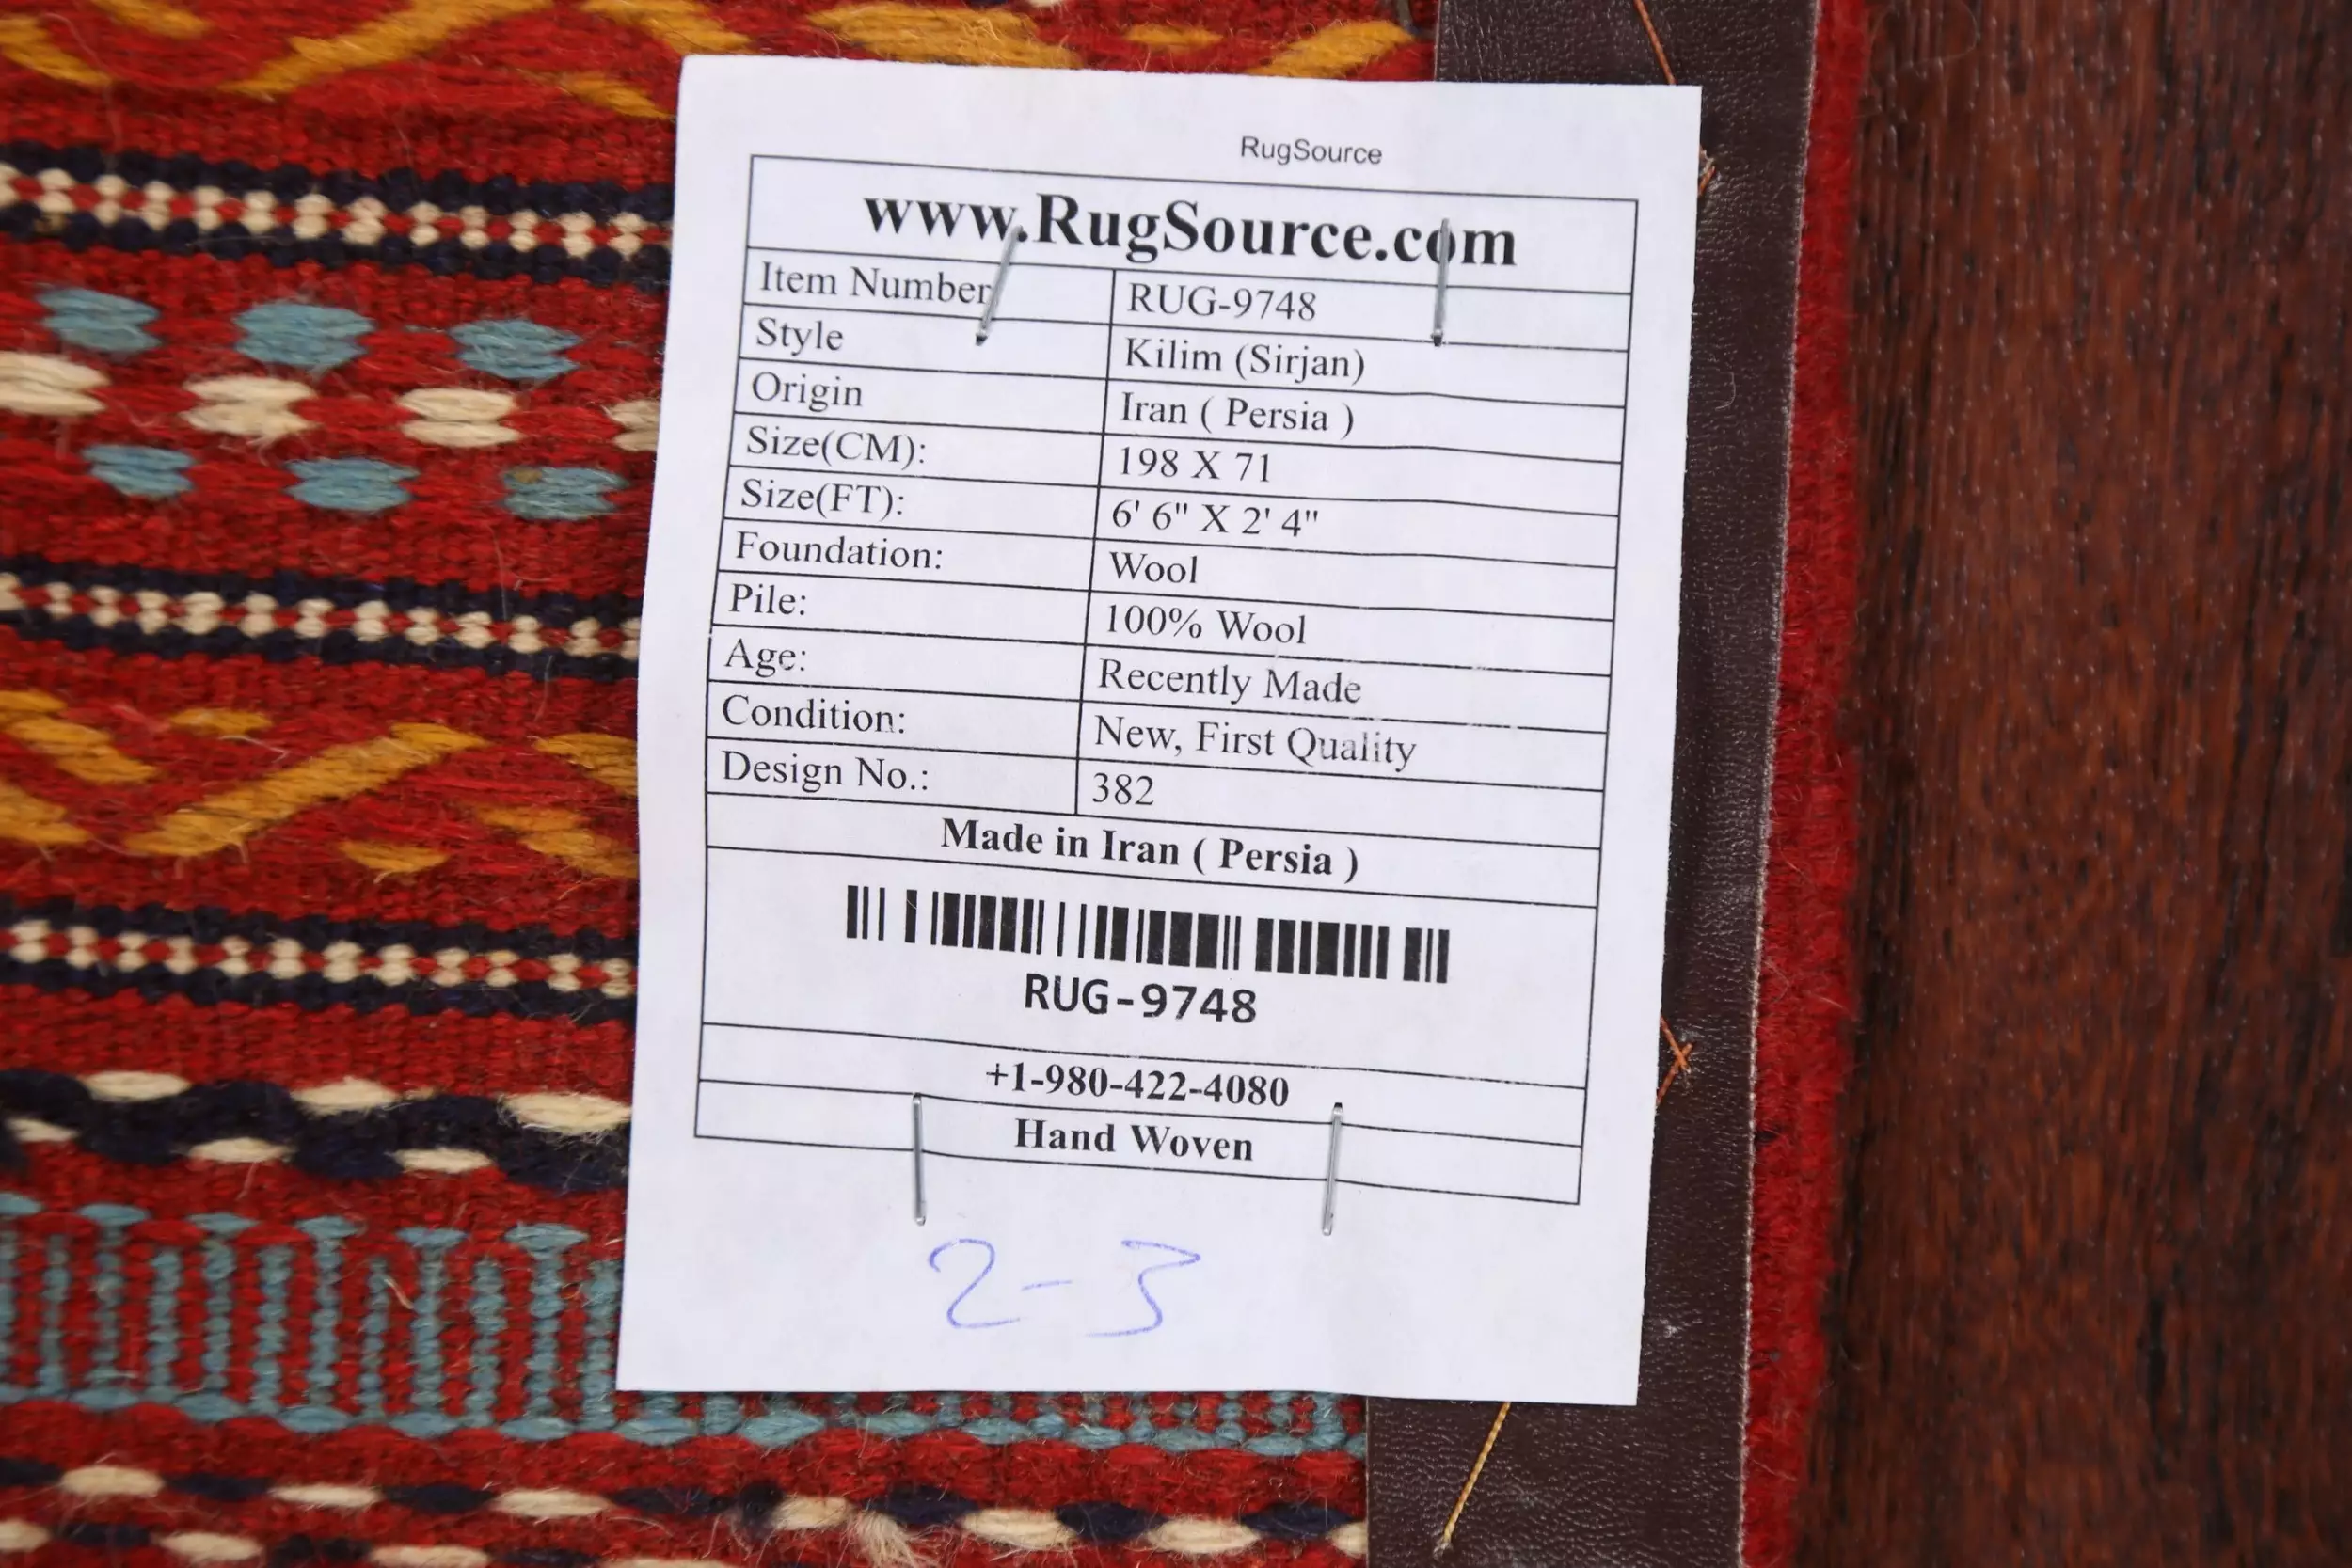 RugSource
www.RugSource.com
Item Number RUG-9748
Style Kilim (Sirjan)
Origin Iran ( Persia )
Size(CM): 198 X 71
Size(FT): 6' 6" X 2' 4"
Foundation: Wool
Pile: 100% Wool
Age: Recently Made
Condition: New, First Quality
Design No.: 382
Made in Iran ( Persia )
RUG-9748
+1-980-422-4080
Hand Woven
2-3